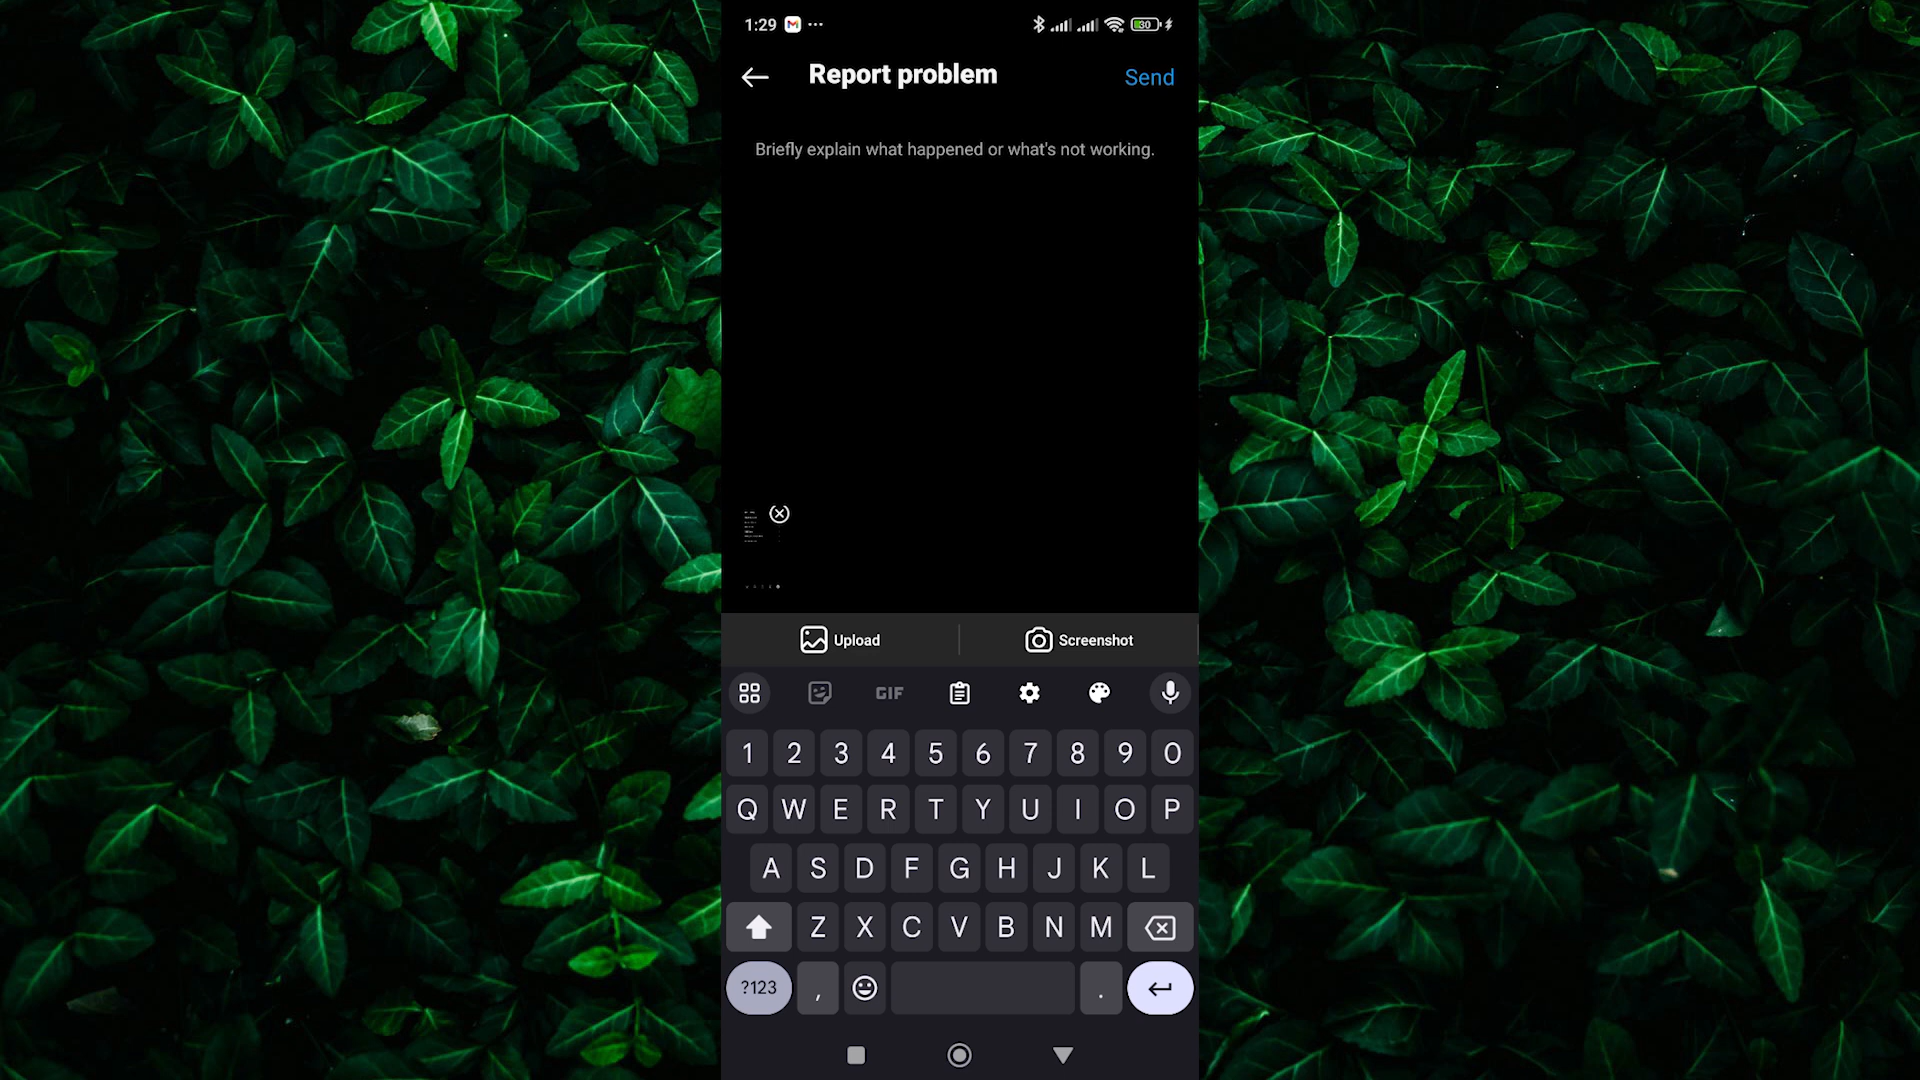 1:29
30
Report problem
Send
Briefly explain what happened or what's not working.
Upload
Screenshot
GIF
1 2 3 4 5 6 7 8 9 0
Q W E R T Y U I O P
A S D F G H J K L
Z X C V B N M
?123 , .